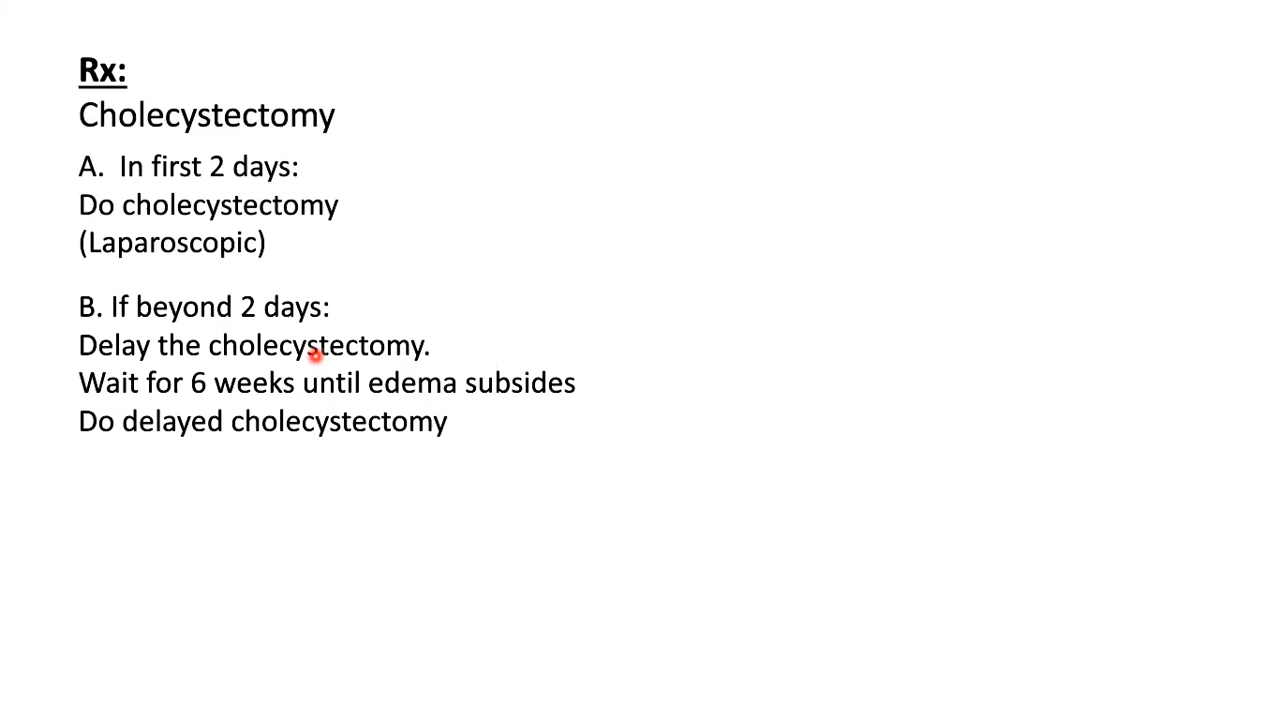 Rx:
Cholecystectomy
A. In first 2 days:
Do cholecystectomy
(Laparoscopic)
B. If beyond 2 days:
Delay the cholecystectomy.
Wait for 6 weeks until edema subsides
Do delayed cholecystectomy